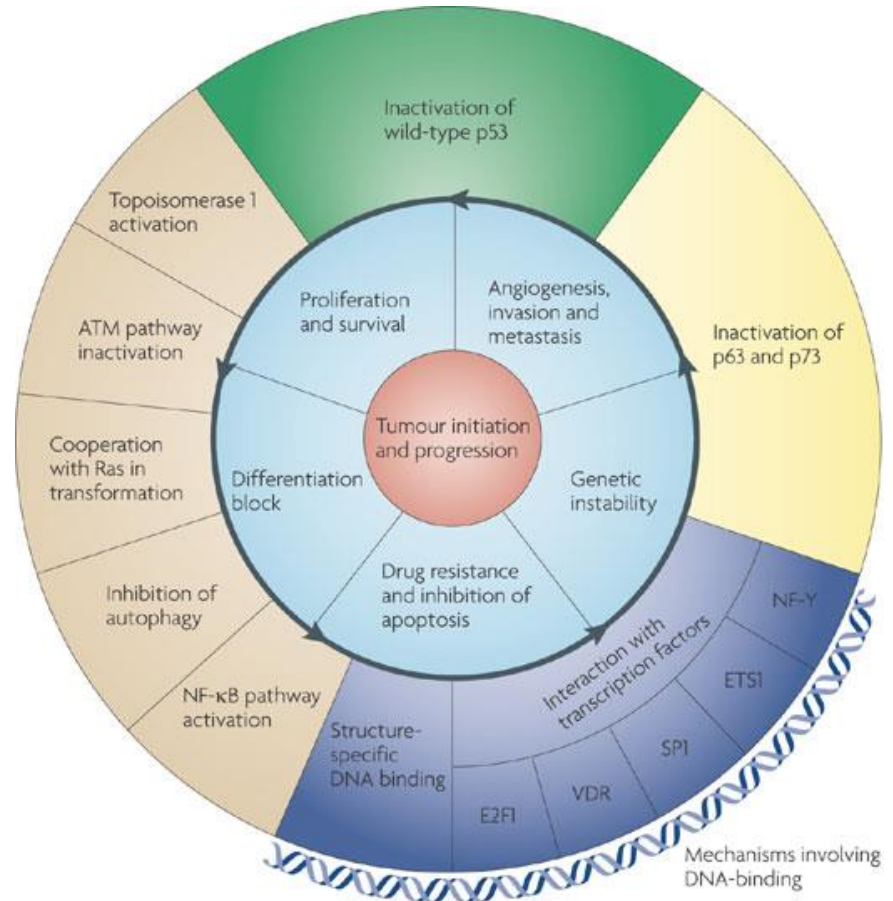 Inactivation of
wild-type p53
Topoisomerase 1
activation
Proliferation
and survival
Angiogenesis,
invasion and
metastasis
ATM pathway
inactivation
Inactivation of
p63 and p73
Tumour initiation
and progression
Cooperation
with Ras in
transformation
Differentiation
block
Genetic
instability
Drug resistance
and inhibition of
apoptosis
Inhibition of
autophagy
NF-κB pathway
activation
Structure-
specific
DNA binding
Interaction with
transcription factors
NF-Y
ETS1
SP1
VDR
E2F1
Mechanisms involving
DNA-binding